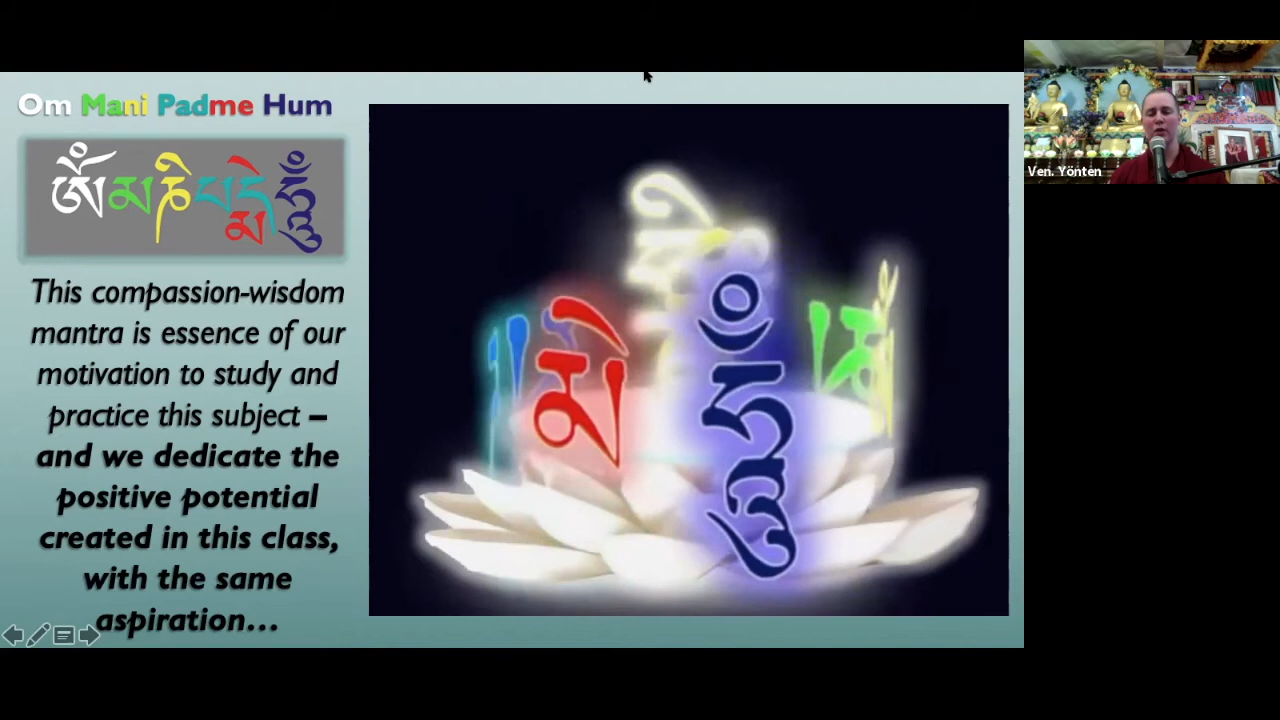 Om Mani Padme Hum
ཨོཾ་མ་ཎི་པདྨེ་ཧཱུྃ
This compassion-wisdom
mantra is essence of our
motivation to study and
practice this subject –
and we dedicate the
positive potential
created in this class,
with the same
aspiration…
མེ
ཧཱུྃ
Ven. Yönten